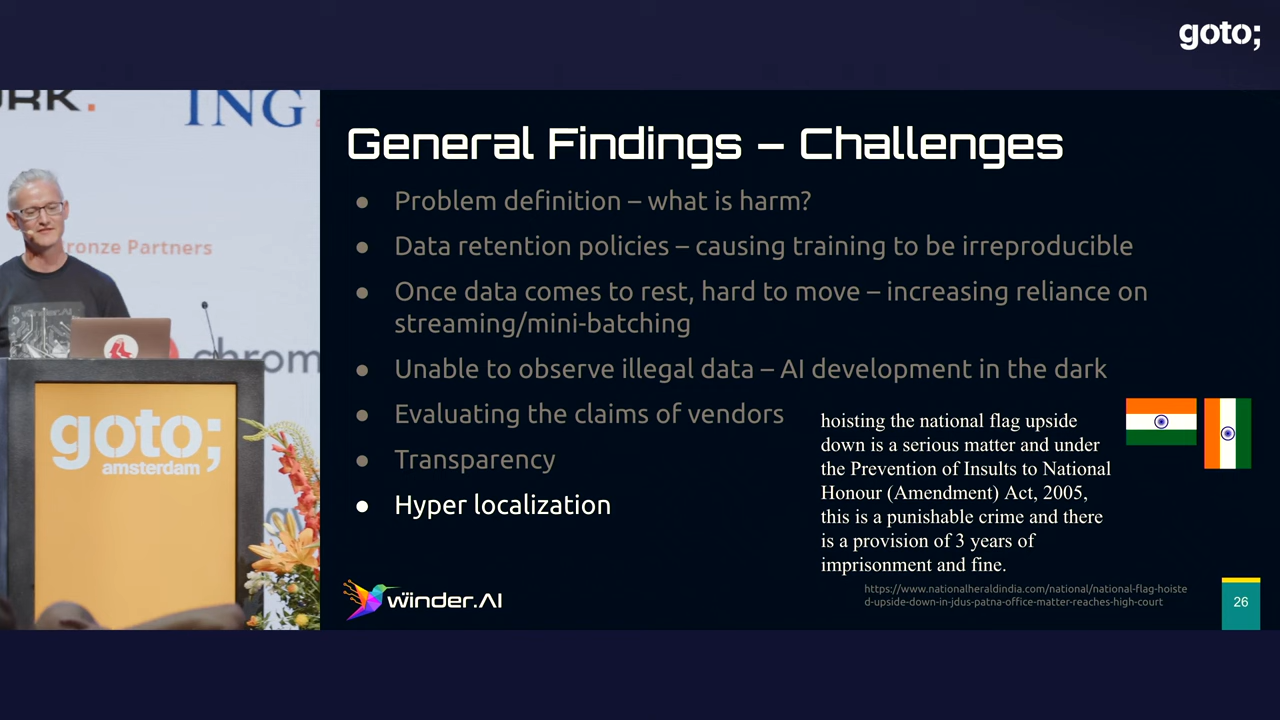 goto;
ING
Bronze Partners
chrom
goto;
amsterdam
General Findings – Challenges
● Problem definition – what is harm?
● Data retention policies – causing training to be irreproducible
● Once data comes to rest, hard to move – increasing reliance on
streaming/mini-batching
● Unable to observe illegal data – AI development in the dark
● Evaluating the claims of vendors
● Transparency
● Hyper localization
hoisting the national flag upside
down is a serious matter and under
the Prevention of Insults to National
Honour (Amendment) Act, 2005,
this is a punishable crime and there
is a provision of 3 years of
imprisonment and fine.
https://www.nationalheraldindia.com/national/national-flag-hoiste
d-upside-down-in-jdus-patna-office-matter-reaches-high-court
winder.AI
26